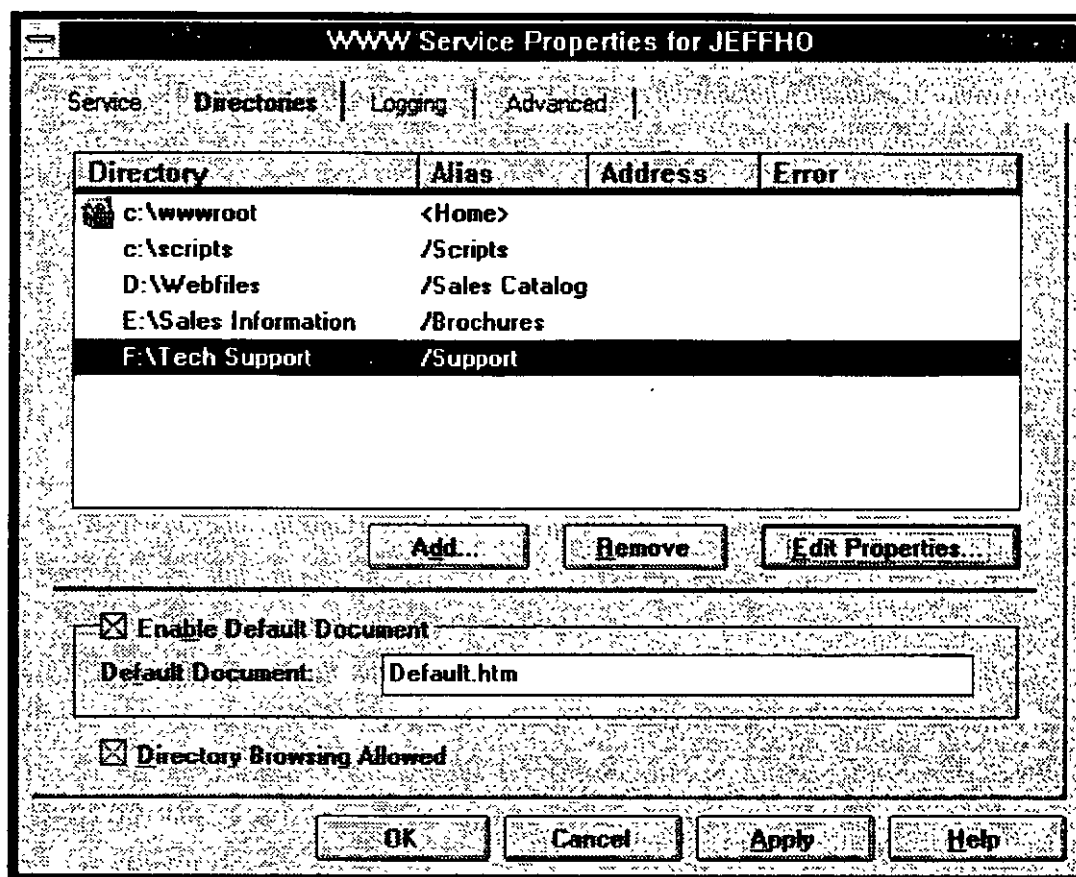 WWW Service Properties for JEFFHO
Service Directories Logging Advanced
Directory Alias Address Error
c:\wwwroot <Home>
c:\scripts /Scripts
D:\Webfiles /Sales Catalog
E:\Sales Information /Brochures
F:\Tech Support /Support
Add... Remove Edit Properties...
Enable Default Document
Default Document: Default.htm
Directory Browsing Allowed
OK Cancel Apply Help